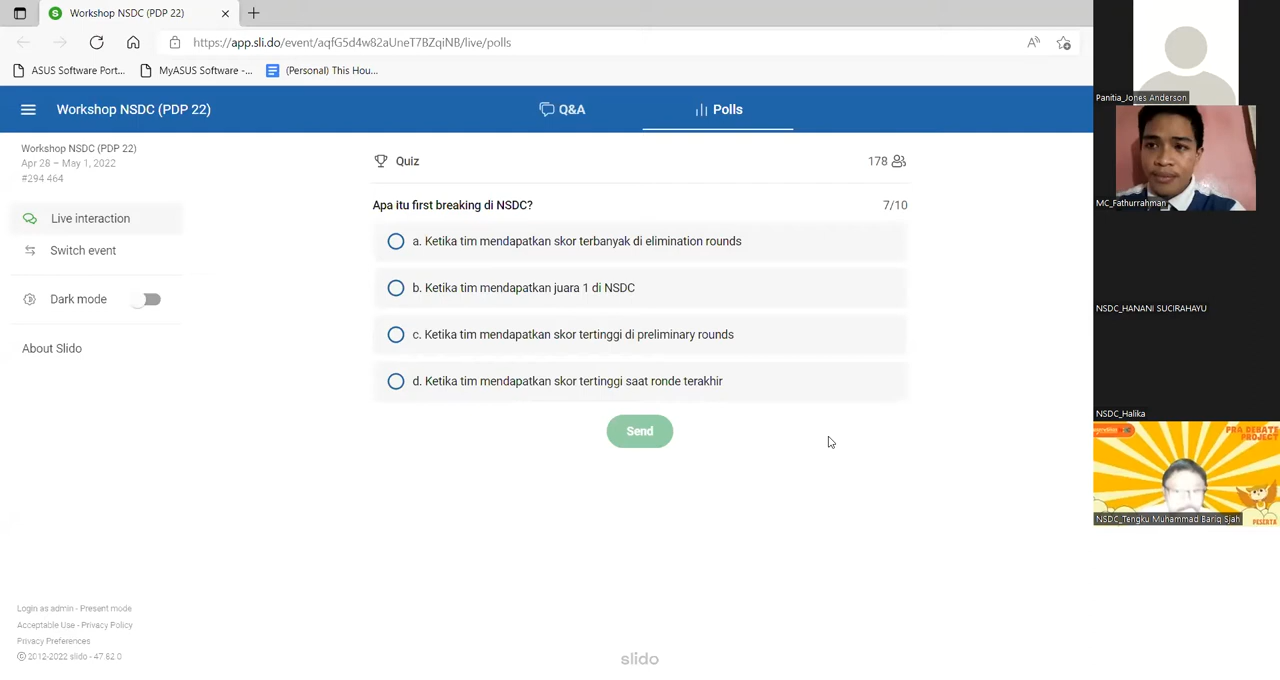 Workshop NSDC (PDP 22)
https://app.sli.do/event/aqfG5d4w82aUneT7BZqiNB/live/polls
ASUS Software Port...
MyASUS Software -...
(Personal) This Hou...
Workshop NSDC (PDP 22)
Q&A
Polls
Workshop NSDC (PDP 22)
Apr 28 – May 1, 2022
#294 464
Live interaction
Switch event
Dark mode
About Slido
Quiz
178
Apa itu first breaking di NSDC?
7/10
a. Ketika tim mendapatkan skor terbanyak di elimination rounds
b. Ketika tim mendapatkan juara 1 di NSDC
c. Ketika tim mendapatkan skor tertinggi di preliminary rounds
d. Ketika tim mendapatkan skor tertinggi saat ronde terakhir
Send
Login as admin - Present mode
Acceptable Use - Privacy Policy
Privacy Preferences
© 2012-2022 slido - 47.62.0
slido
Panitia_Jones Anderson
MC_Fathurrahman
NSDC_HANANI SUCIRAHAYU
NSDC_Halika
PRA DEBATE
PROJECT
PESERTA
NSDC_Tengku Muhammad Bariq Sjah